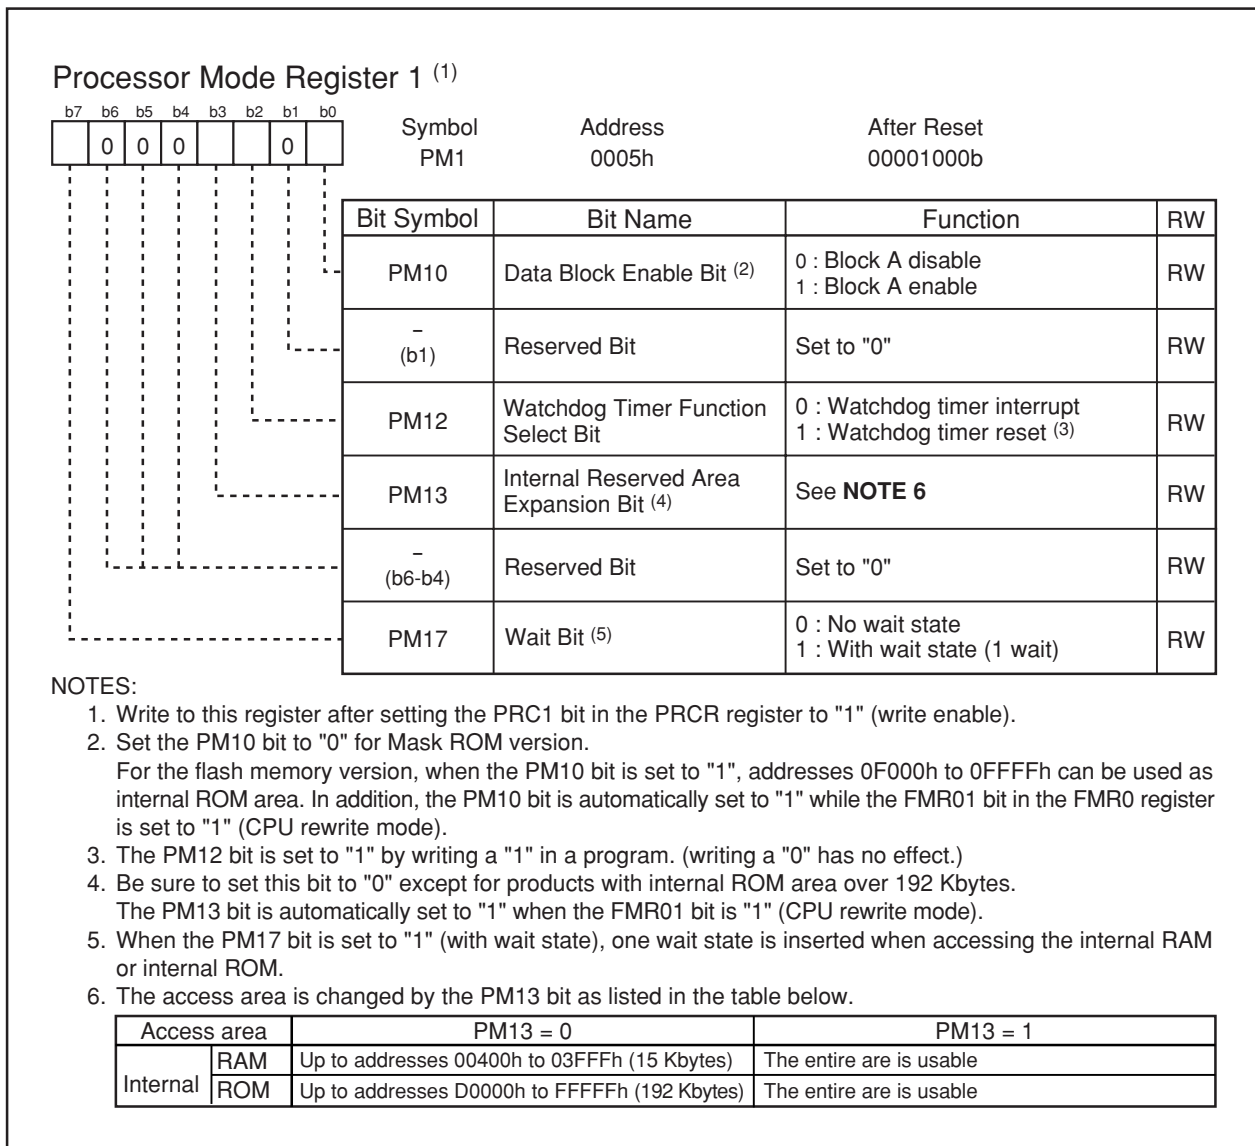 Processor Mode Register 1 (1)
b7 b6 b5 b4 b3 b2 b1 b0
0 0 0 0
Symbol Address After Reset
PM1 0005h 00001000b
Bit Symbol Bit Name Function RW
PM10 Data Block Enable Bit (2) 0 : Block A disable RW
1 : Block A enable
–
(b1) Reserved Bit Set to "0" RW
PM12 Watchdog Timer Function Select Bit 0 : Watchdog timer interrupt RW
1 : Watchdog timer reset (3)
PM13 Internal Reserved Area Expansion Bit (4) See NOTE 6 RW
–
(b6-b4) Reserved Bit Set to "0" RW
PM17 Wait Bit (5) 0 : No wait state RW
1 : With wait state (1 wait)
NOTES:
1. Write to this register after setting the PRC1 bit in the PRCR register to "1" (write enable).
2. Set the PM10 bit to "0" for Mask ROM version.
For the flash memory version, when the PM10 bit is set to "1", addresses 0F000h to 0FFFFh can be used as
internal ROM area. In addition, the PM10 bit is automatically set to "1" while the FMR01 bit in the FMR0 register
is set to "1" (CPU rewrite mode).
3. The PM12 bit is set to "1" by writing a "1" in a program. (writing a "0" has no effect.)
4. Be sure to set this bit to "0" except for products with internal ROM area over 192 Kbytes.
The PM13 bit is automatically set to "1" when the FMR01 bit is "1" (CPU rewrite mode).
5. When the PM17 bit is set to "1" (with wait state), one wait state is inserted when accessing the internal RAM
or internal ROM.
6. The access area is changed by the PM13 bit as listed in the table below.
Access area PM13 = 0 PM13 = 1
Internal RAM Up to addresses 00400h to 03FFFh (15 Kbytes) The entire are is usable
ROM Up to addresses D0000h to FFFFFh (192 Kbytes) The entire are is usable